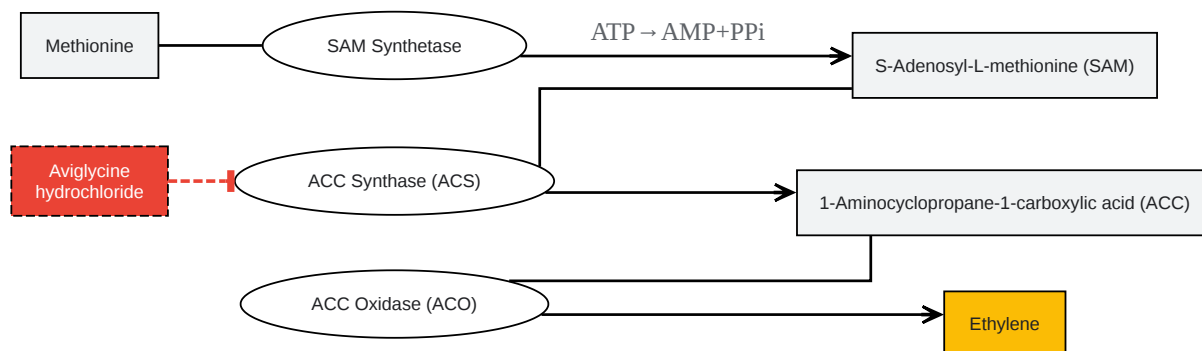 Methionine
SAM Synthetase
ATP→AMP+PPi
S-Adenosyl-L-methionine (SAM)
Aviglycine
hydrochloride
ACC Synthase (ACS)
1-Aminocyclopropane-1-carboxylic acid (ACC)
ACC Oxidase (ACO)
Ethylene